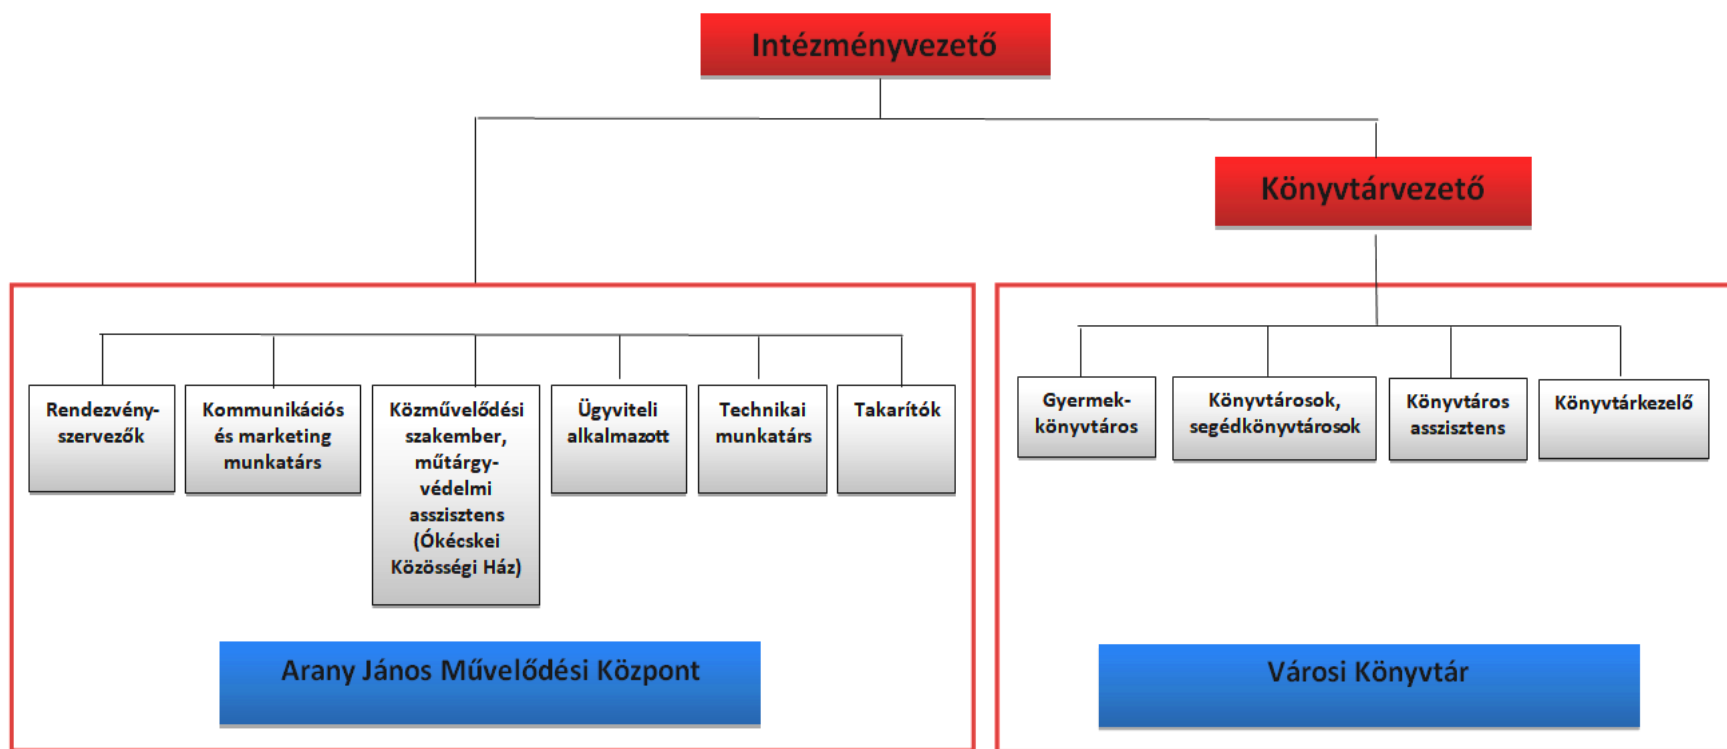 Intézményvezető
Könyvtárvezető
Rendezvény-
szervezők
Kommunikációs
és marketing
munkatárs
Közművelődési
szakember,
műtárgy-
védelmi
asszisztens
(Ókécskei
Közösségi Ház)
Ügyviteli
alkalmazott
Technikai
munkatárs
Takarítók
Gyermek-
könyvtáros
Könyvtárosok,
segédkönyvtárosok
Könyvtáros
asszisztens
Könyvtárkezelő
Arany János Művelődési Központ
Városi Könyvtár